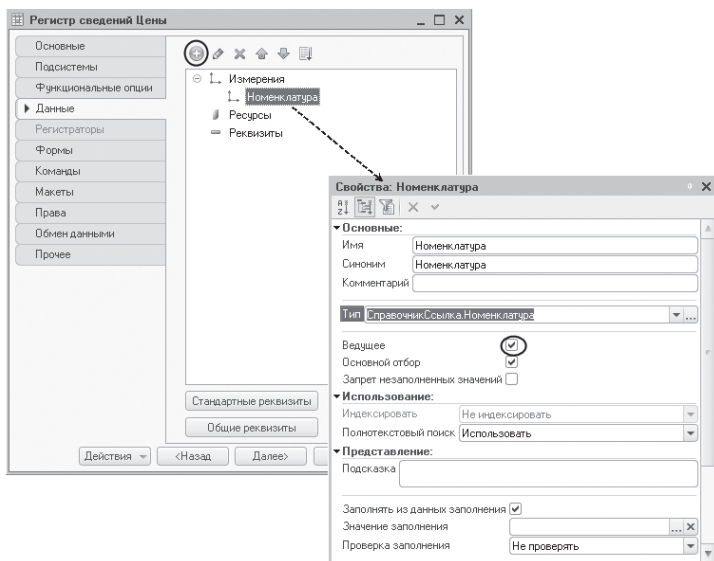 Регистр сведений Цены
Основные
Подсистемы
Функциональные опции
Данные
Регистраторы
Формы
Команды
Макеты
Права
Обмен данными
Прочее
Измерения
Номенклатура
Ресурсы
Реквизиты
Стандартные реквизиты
Общие реквизиты
Действия
<Назад
Далее>
Свойства: Номенклатура
Основные:
Имя Номенклатура
Синоним Номенклатура
Комментарий
Тип СправочникСсылка.Номенклатура
Ведущее
Основной отбор
Запрет незаполненных значений
Использование:
Индексировать Не индексировать
Полнотекстовый поиск Использовать
Представление:
Подсказка
Заполнять из данных заполнения
Значение заполнения
Проверка заполнения Не проверять